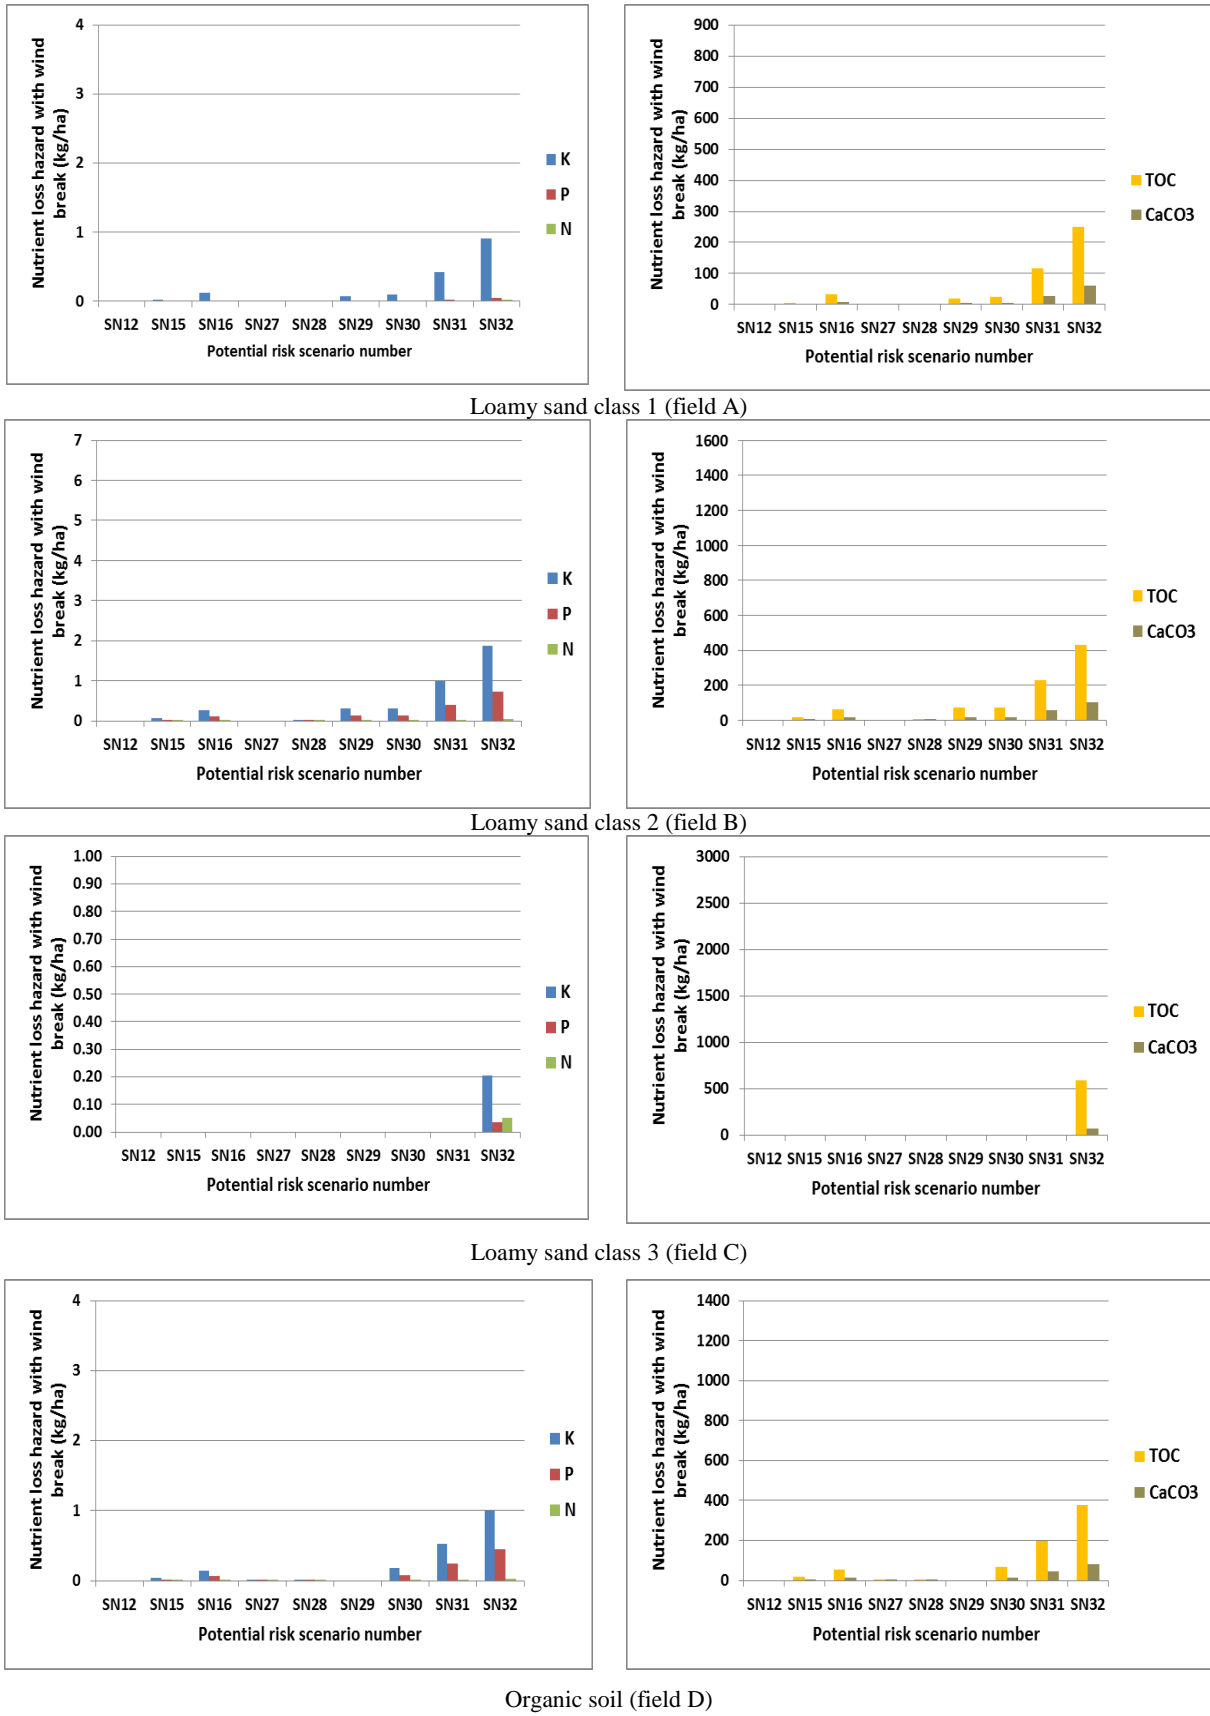 Nutrient loss hazard with wind
break (kg/ha)
4
3
2
1
0
SN12 SN15 SN16 SN27 SN28 SN29 SN30 SN31 SN32
Potential risk scenario number
K
P
N
Nutrient loss hazard with wind
break (kg/ha)
900
800
700
600
500
400
300
200
100
0
SN12 SN15 SN16 SN27 SN28 SN29 SN30 SN31 SN32
Potential risk scenario number
TOC
CaCO3
Loamy sand class 1 (field A)
Nutrient loss hazard with wind
break (kg/ha)
7
6
5
4
3
2
1
0
SN12 SN15 SN16 SN27 SN28 SN29 SN30 SN31 SN32
Potential risk scenario number
K
P
N
Nutrient loss hazard with wind
break (kg/ha)
1600
1400
1200
1000
800
600
400
200
0
SN12 SN15 SN16 SN27 SN28 SN29 SN30 SN31 SN32
Potential risk scenario number
TOC
CaCO3
Loamy sand class 2 (field B)
Nutrient loss hazard with wind
break (kg/ha)
1.00
0.90
0.80
0.70
0.60
0.50
0.40
0.30
0.20
0.10
0.00
SN12 SN15 SN16 SN27 SN28 SN29 SN30 SN31 SN32
Potential risk scenario number
K
P
N
Nutrient loss hazard with wind
break (kg/ha)
3000
2500
2000
1500
1000
500
0
SN12 SN15 SN16 SN27 SN28 SN29 SN30 SN31 SN32
Potential risk scenario number
TOC
CaCO3
Loamy sand class 3 (field C)
Nutrient loss hazard with wind
break (kg/ha)
4
3
2
1
0
SN12 SN15 SN16 SN27 SN28 SN29 SN30 SN31 SN32
Potential risk scenario number
K
P
N
Nutrient loss hazard with wind
break (kg/ha)
1400
1200
1000
800
600
400
200
0
SN12 SN15 SN16 SN27 SN28 SN29 SN30 SN31 SN32
Potential risk scenario number
TOC
CaCO3
Organic soil (field D)